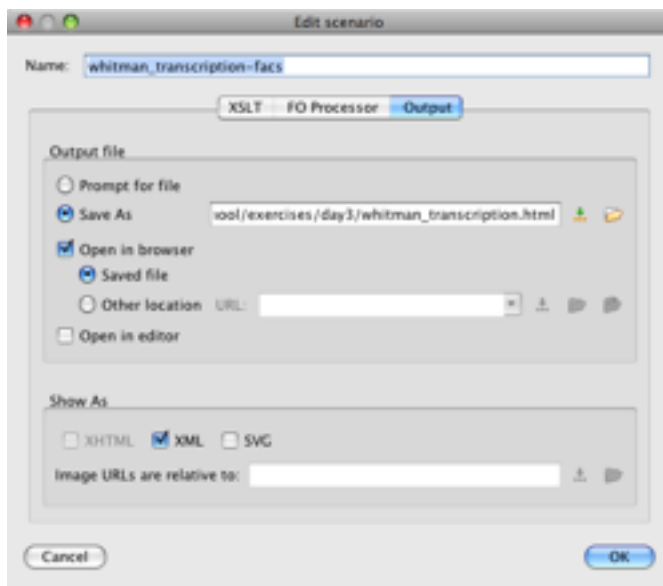 Edit scenario
Name: whitman_transcription-facs
XSLT FO Processor Output
Output file
Prompt for file
Save As ool/exercises/day3/whitman_transcription.html
Open in browser
Saved file
Other location URL:
Open in editor
Show As
XHTML XML SVG
Image URLs are relative to:
Cancel OK